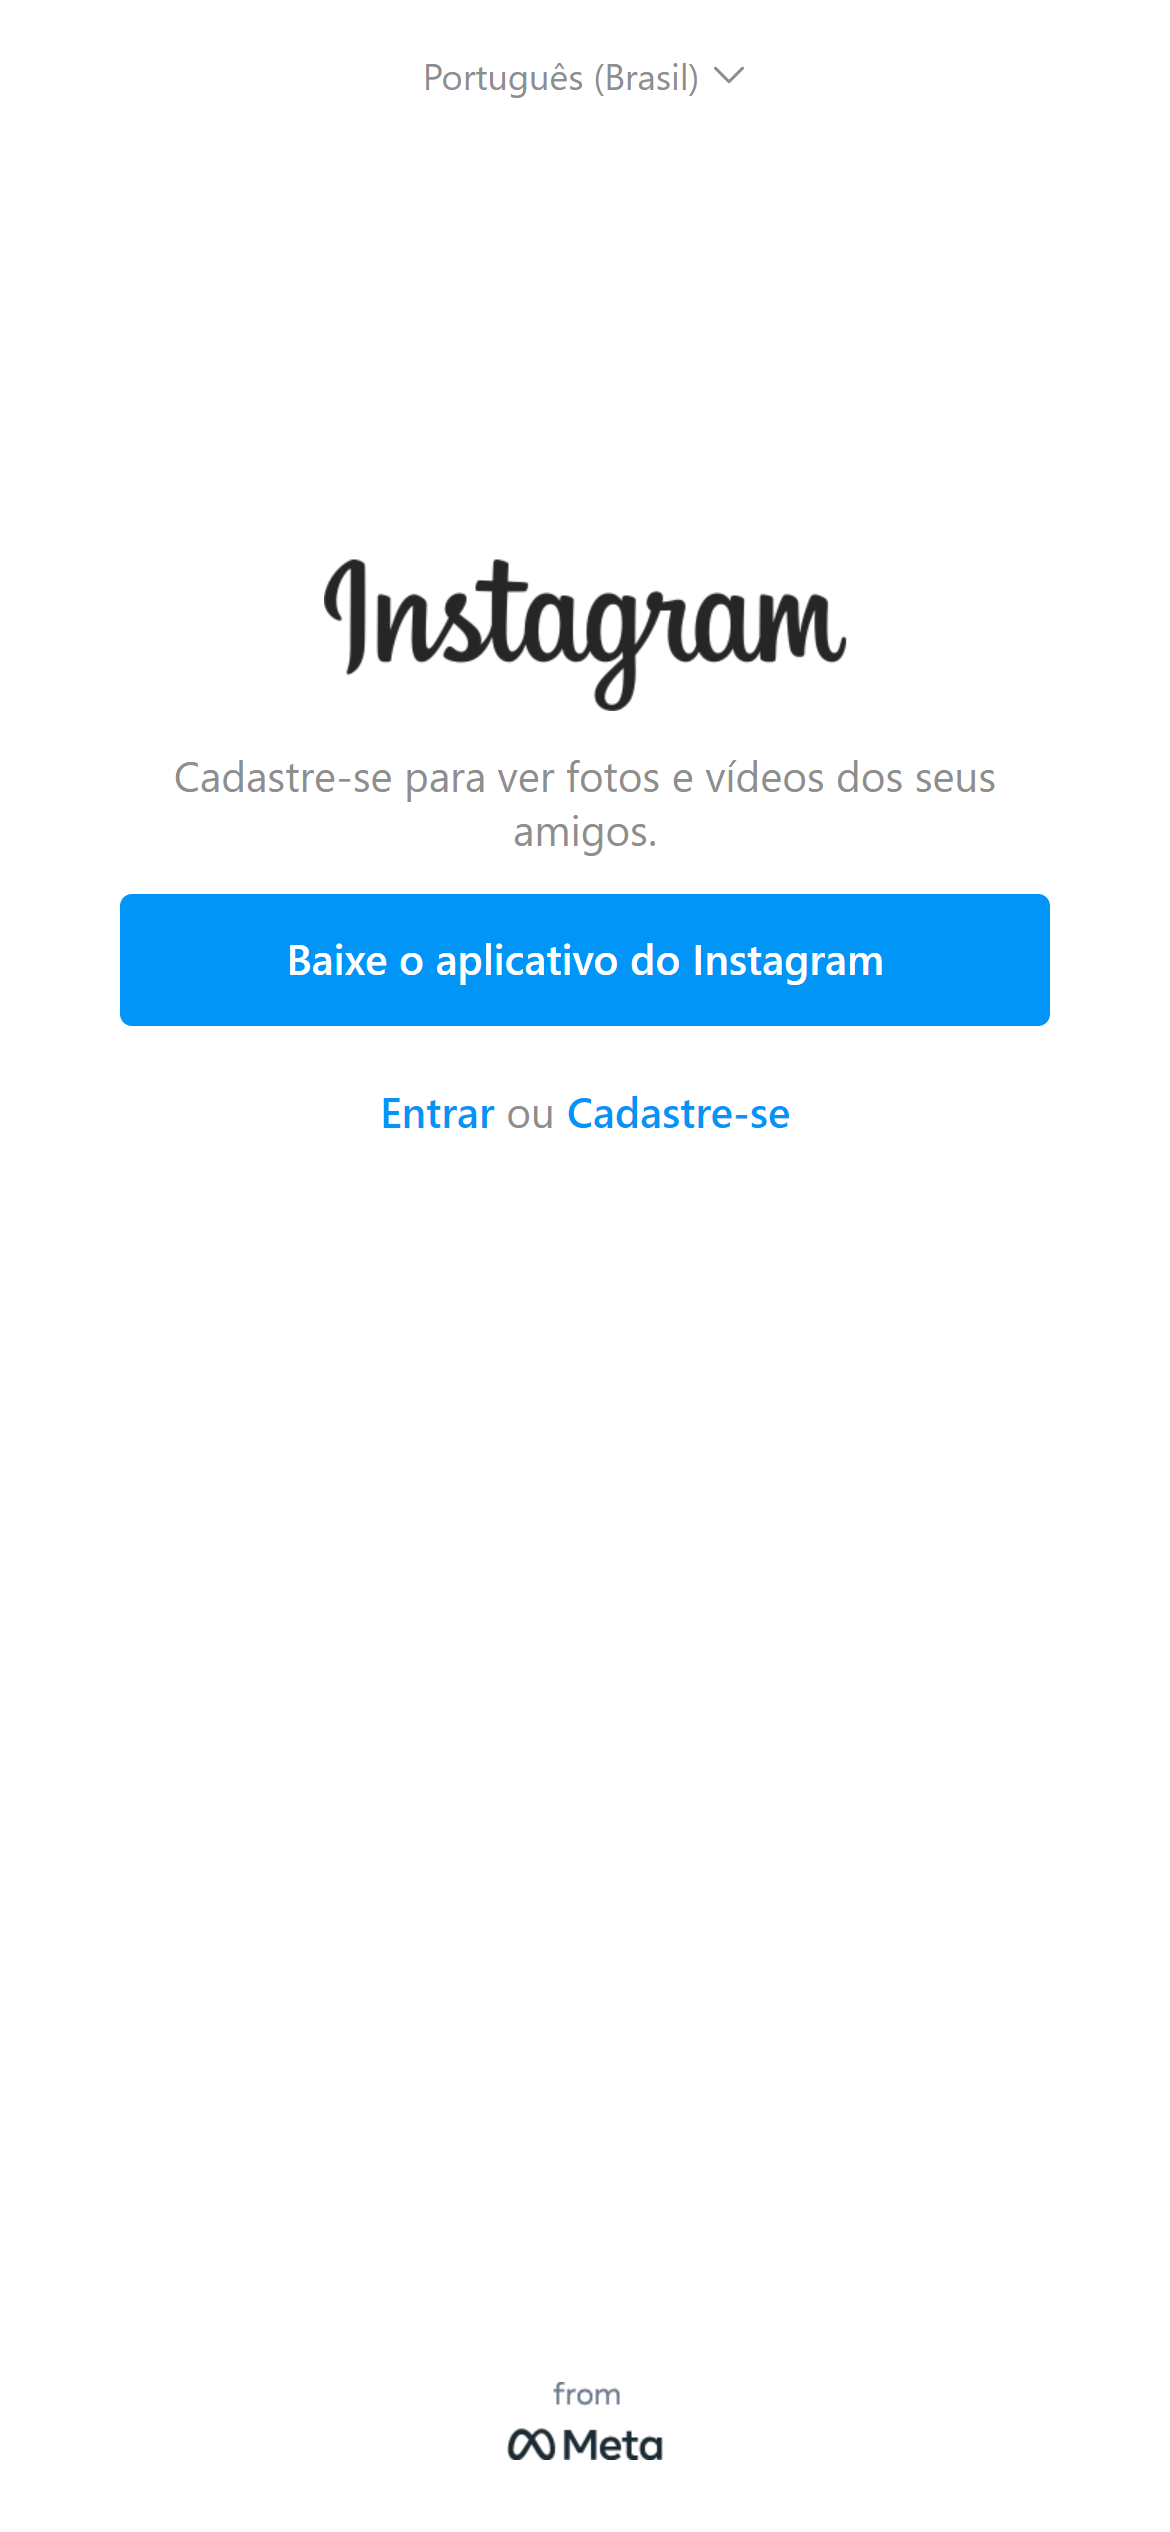 Português (Brasil)
Instagram
Cadastre-se para ver fotos e vídeos dos seus
amigos.
Baixe o aplicativo do Instagram
Entrar ou Cadastre-se
from
Meta